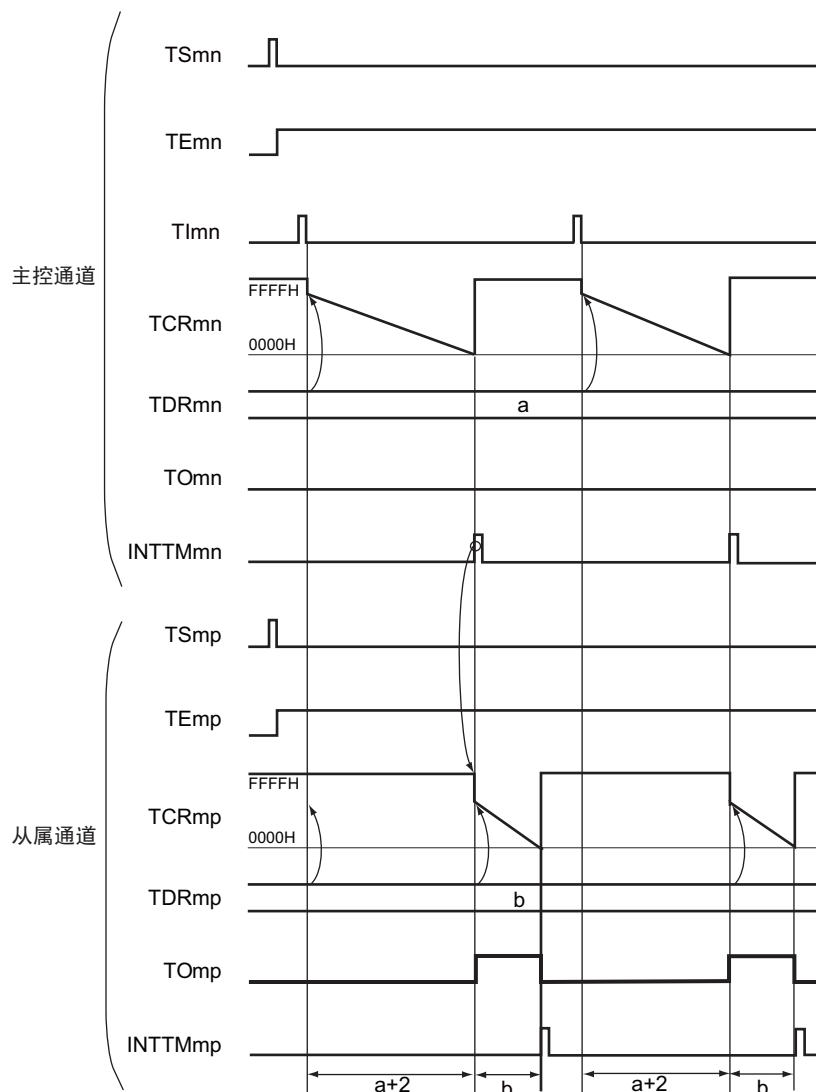 主控通道
TSmn
TEmn
TImn
TCRmn
FFFFH
0000H
TDRmn
a
TOmn
INTTMmn
从属通道
TSmp
TEmp
TCRmp
FFFFH
0000H
TDRmp
b
TOmp
INTTMmp
a+2 b a+2 b